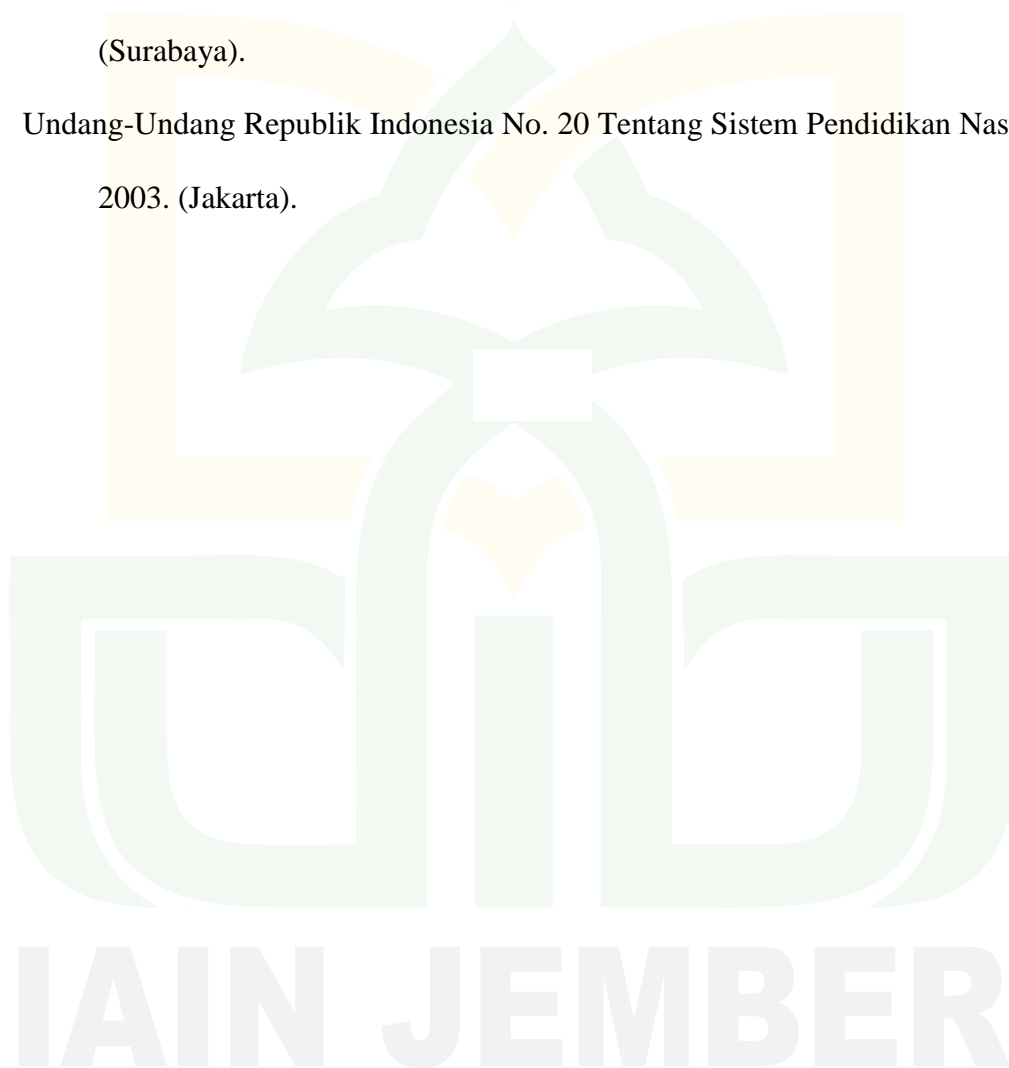 (Surabaya).
Undang-Undang Republik Indonesia No. 20 Tentang Sistem Pendidikan Nas
2003. (Jakarta).
IAIN JEMBER